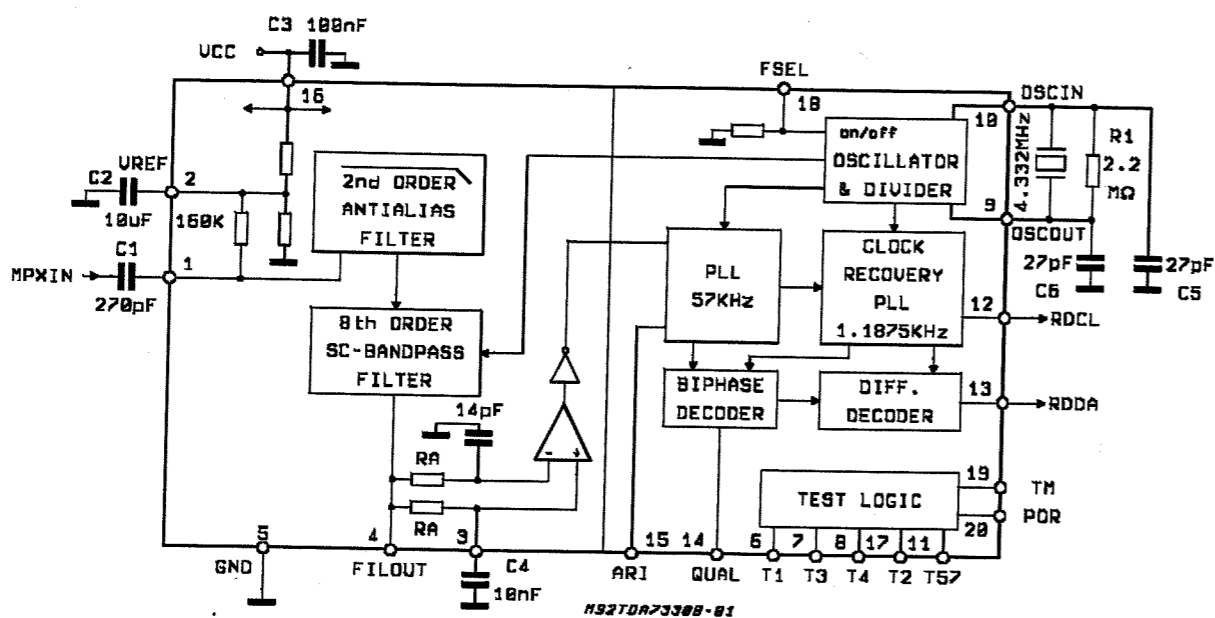 C3 100nF
VCC
16
FSEL
18
OSCIN
10
on/off
OSCILLATOR
& DIVIDER
9
4.332MHz
R1
2.2
MΩ
OSCOUT
27pF
C6
27pF
C5
C2
VREF
2
10uF
160K
2nd ORDER
ANTIALIAS
FILTER
C1
MPXIN
1
270pF
8th ORDER
SC-BANDPASS
FILTER
PLL
57KHz
CLOCK
RECOVERY
PLL
1.1875KHz
12
RDCL
BIPHASE
DECODER
DIFF.
DECODER
13
RDDA
14pF
RA
- +
RA
TEST LOGIC
19
TM
POR
20
5
GND
4
FILOUT
3
C4
10nF
15
ARI
14
QUAL
6
T1
7
T3
8
T4
17
T2
11
T57
M92TDA7330B-01